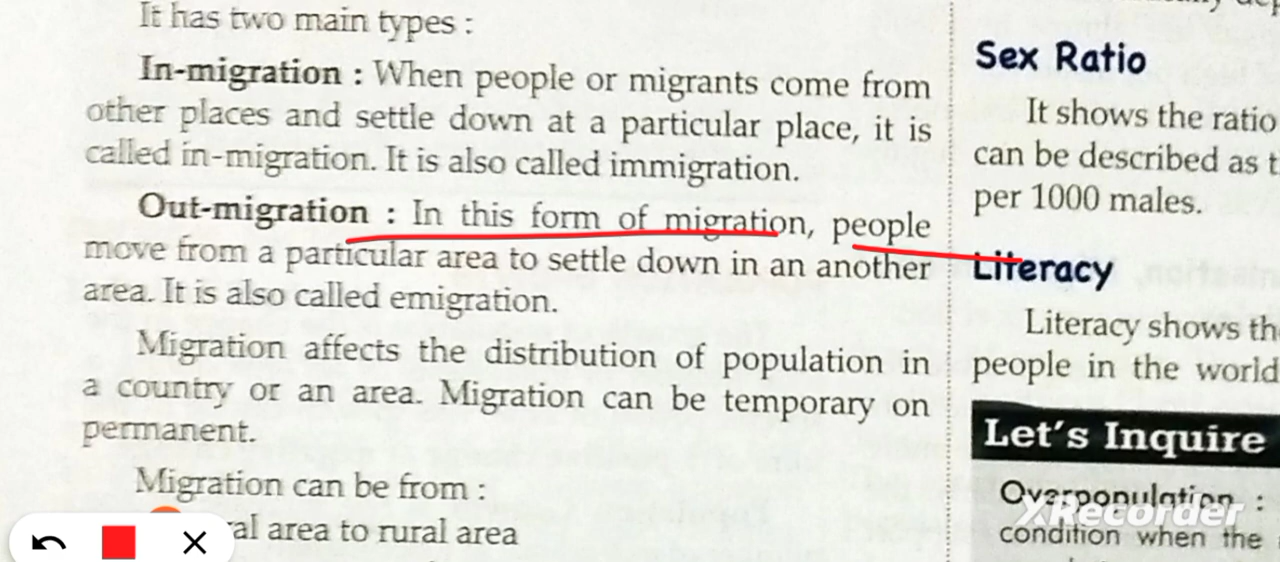 It has two main types :
In-migration : When people or migrants come from
other places and settle down at a particular place, it is
called in-migration. It is also called immigration.
Out-migration : In this form of migration, people
move from a particular area to settle down in an another
area. It is also called emigration.
Migration affects the distribution of population in
a country or an area. Migration can be temporary on
permanent.
Migration can be from :
area to rural area
Sex Ratio
It shows the ratio
can be described as
per 1000 males.
Literacy
Literacy shows
people in the world
Let's Inquire
Overpopulation :
condition when the
XRecorder